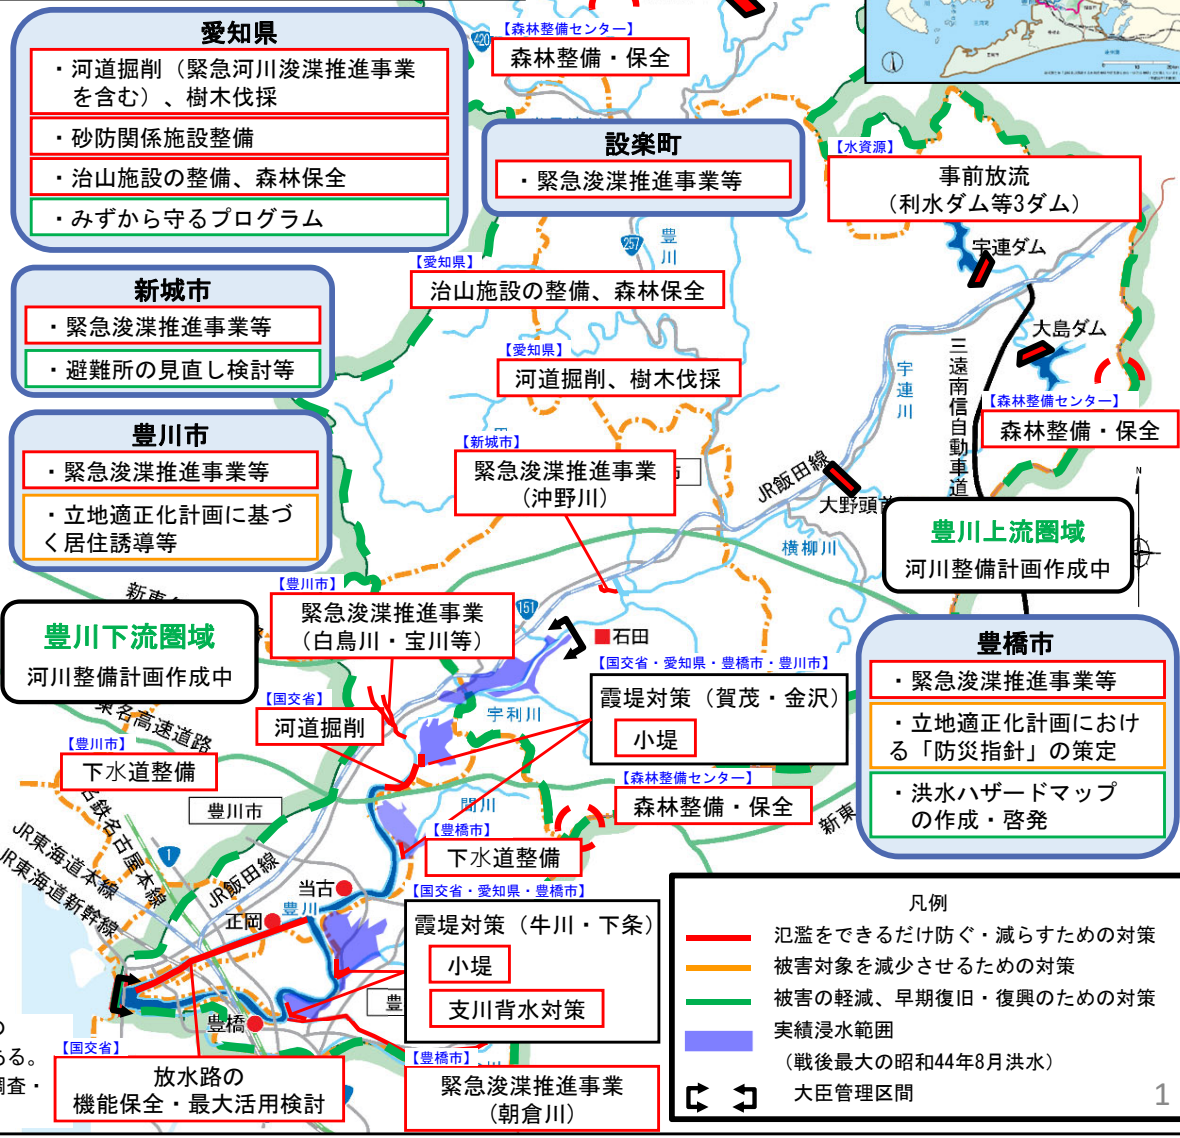 愛知県
・河道掘削（緊急河川浚渫推進事業
を含む）、樹木伐採
・砂防関係施設整備
・治山施設の整備、森林保全
・みずから守るプログラム
【森林整備センター】
森林整備・保全
420
設楽町
・緊急浚渫推進事業等
【水資源】
事前放流
（利水ダム等3ダム）
宇連ダム
257
豊川
【愛知県】
治山施設の整備、森林保全
新城市
・緊急浚渫推進事業等
・避難所の見直し検討等
大島ダム
【愛知県】
河道掘削、樹木伐採
宇連川
三遠南信自動車道
【森林整備センター】
森林整備・保全
豊川市
・緊急浚渫推進事業等
・立地適正化計画に基づ
く居住誘導等
【新城市】
緊急浚渫推進事業
（沖野川）
JR飯田線
大野頭首
横柳川
N
豊川上流圏域
河川整備計画作成中
【豊川市】
緊急浚渫推進事業
（白鳥川・宝川等）
151
石田
豊川下流圏域
河川整備計画作成中
新東
東名高速道路
【国交省】
河道掘削
宇利川
【国交省・愛知県・豊橋市・豊川市】
霞堤対策（賀茂・金沢）
小堤
豊橋市
・緊急浚渫推進事業等
・立地適正化計画におけ
る「防災指針」の策定
・洪水ハザードマップ
の作成・啓発
【豊川市】
下水道整備
【森林整備センター】
森林整備・保全
新東
豊川市
間川
名鉄名古屋本線
JR東海道本線
JR東海道新幹線
1
JR飯田線
【豊橋市】
下水道整備
当古
豊川
正岡
【国交省・愛知県・豊橋市】
霞堤対策（牛川・下条）
小堤
支川背水対策
豊
豊橋
【国交省】
放水路の
機能保全・最大活用検討
【豊橋市】
緊急浚渫推進事業
（朝倉川）
の
ある。
調査・
凡例
氾濫をできるだけ防ぐ・減らすための対策
被害対象を減少させるための対策
被害の軽減、早期復旧・復興のための対策
実績浸水範囲
（戦後最大の昭和44年8月洪水）
大臣管理区間
1